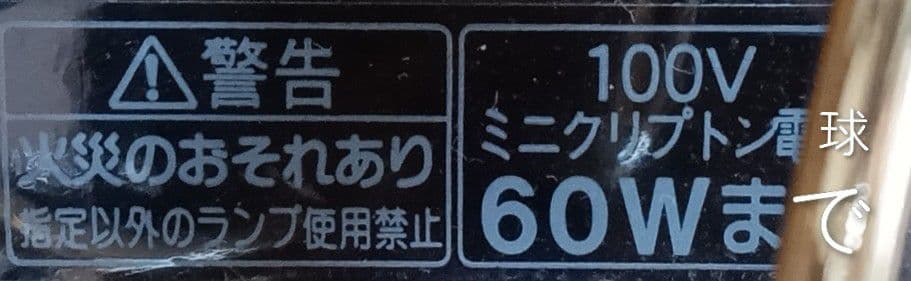 ⚠警告
火災のおそれあり
指定以外のランプ使用禁止
100V
ミニクリプトン電球
60Wまで